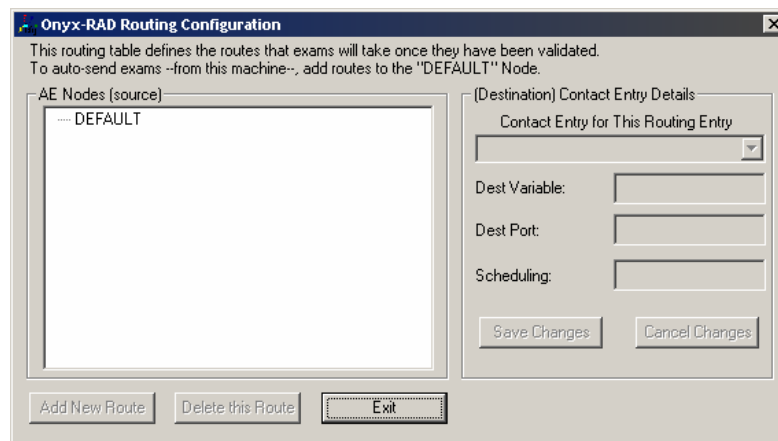 Onyx-RAD Routing Configuration
This routing table defines the routes that exams will take once they have been validated.
To auto-send exams --from this machine--, add routes to the "DEFAULT" Node.
AE Nodes (source)
DEFAULT
(Destination) Contact Entry Details
Contact Entry for This Routing Entry
Dest Variable:
Dest Port:
Scheduling:
Save Changes
Cancel Changes
Add New Route
Delete this Route
Exit